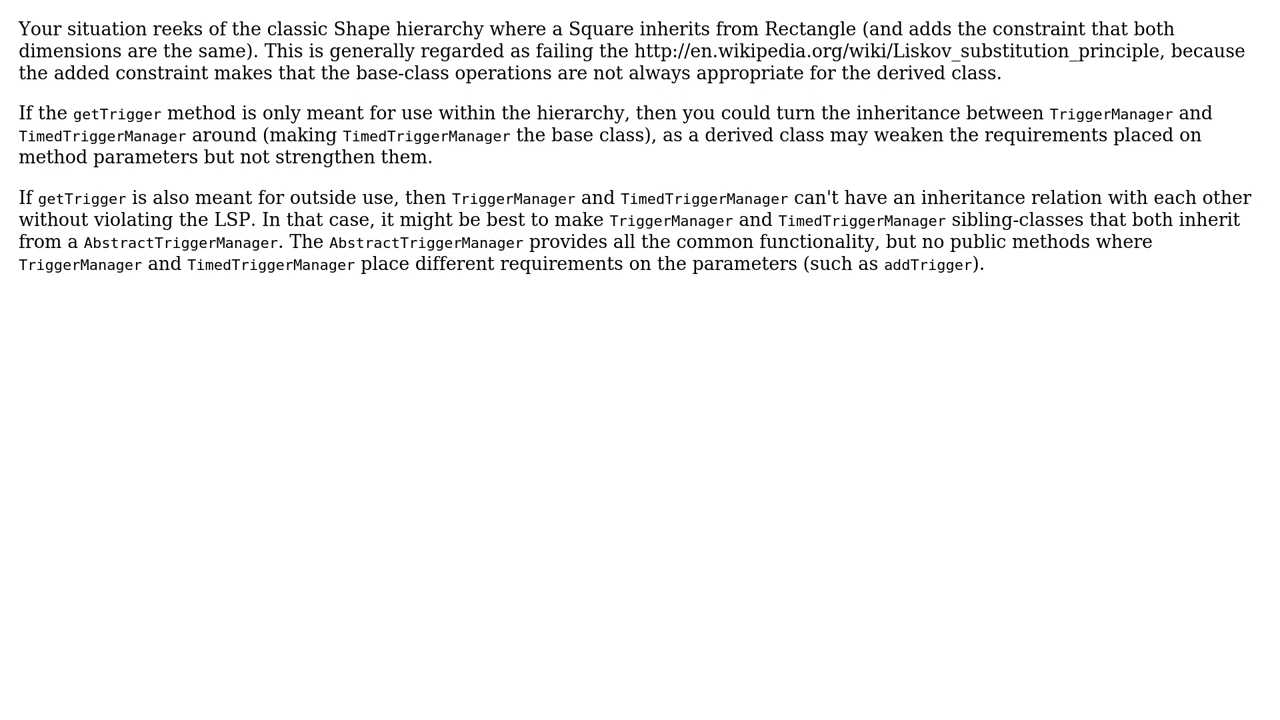 Your situation reeks of the classic Shape hierarchy where a Square inherits from Rectangle (and adds the constraint that both
dimensions are the same). This is generally regarded as failing the http://en.wikipedia.org/wiki/Liskov_substitution_principle, because
the added constraint makes that the base-class operations are not always appropriate for the derived class.
If the getTrigger method is only meant for use within the hierarchy, then you could turn the inheritance between TriggerManager and
TimedTriggerManager around (making TimedTriggerManager the base class), as a derived class may weaken the requirements placed on
method parameters but not strengthen them.
If getTrigger is also meant for outside use, then TriggerManager and TimedTriggerManager can't have an inheritance relation with each other
without violating the LSP. In that case, it might be best to make TriggerManager and TimedTriggerManager sibling-classes that both inherit
from a AbstractTriggerManager. The AbstractTriggerManager provides all the common functionality, but no public methods where
TriggerManager and TimedTriggerManager place different requirements on the parameters (such as addTrigger).